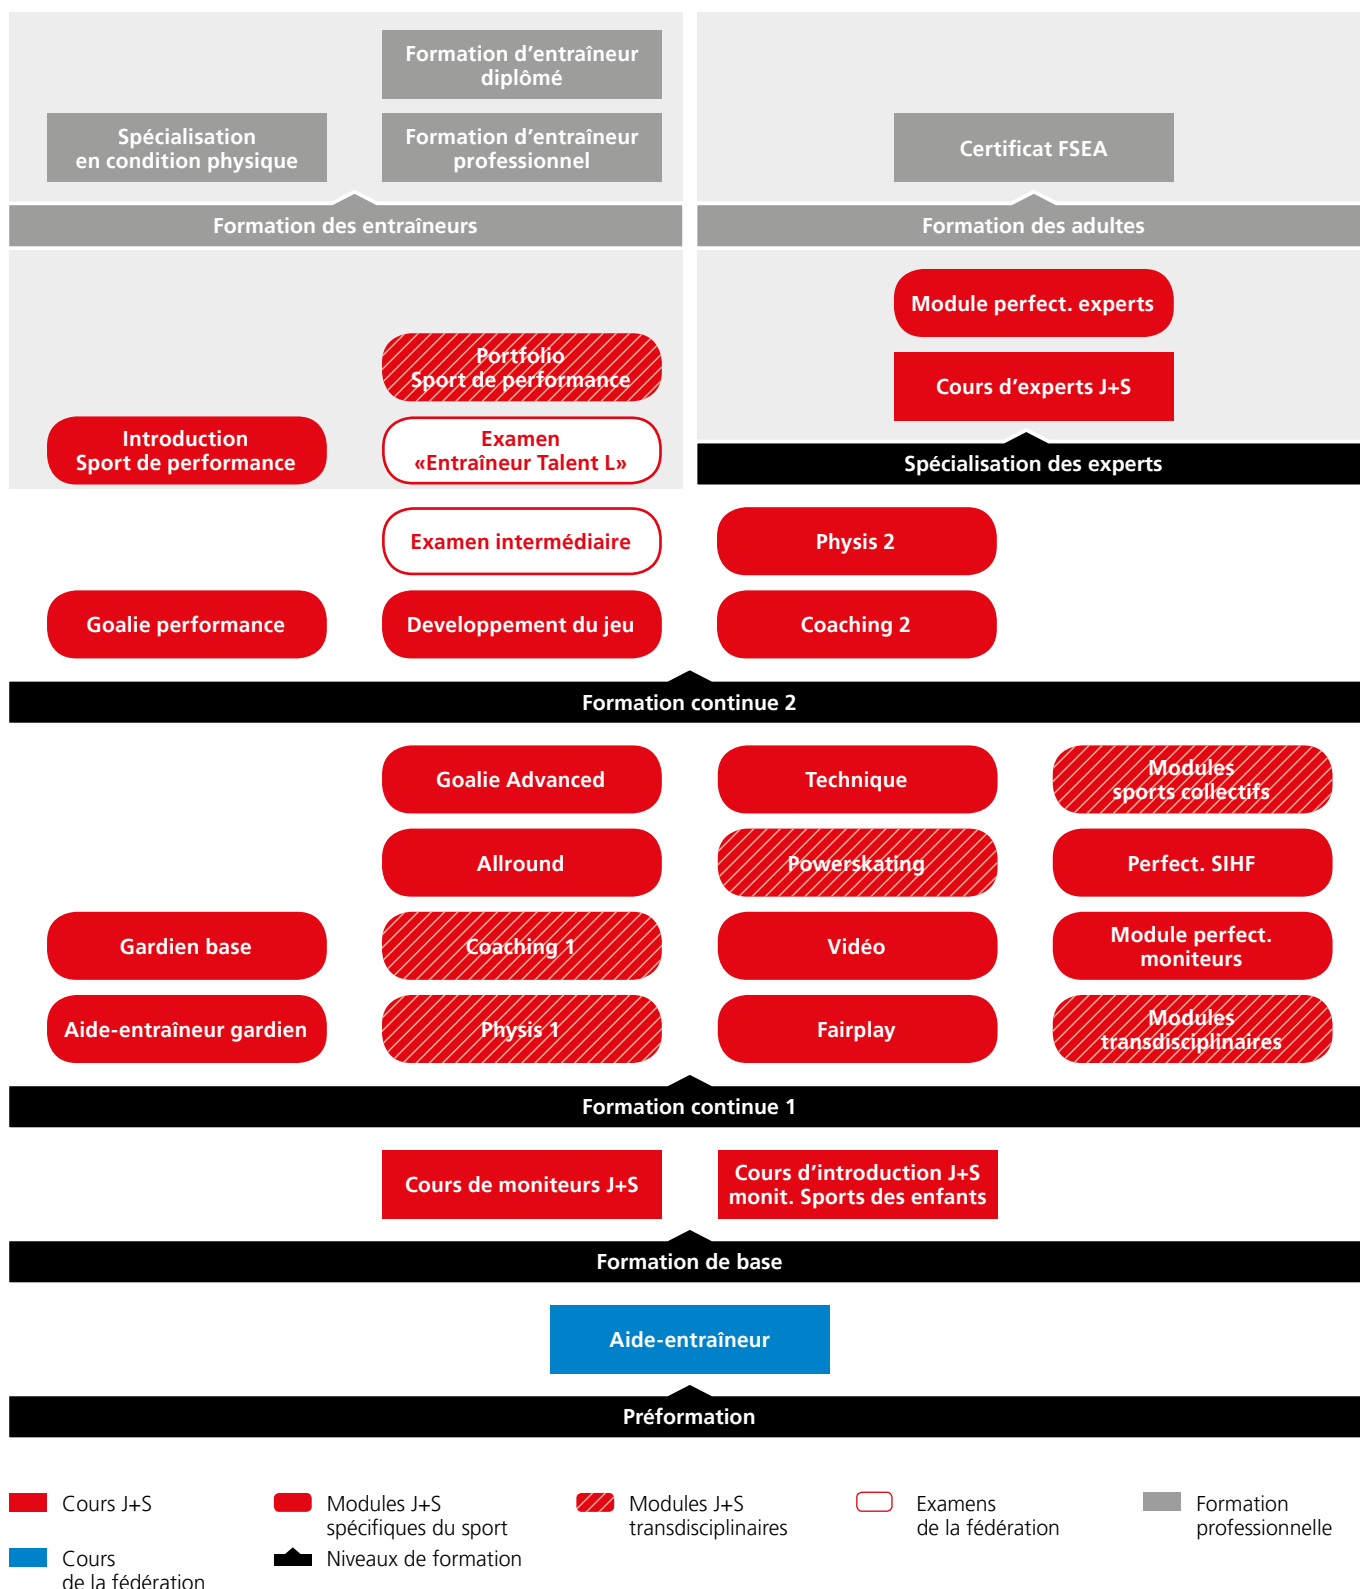 Formation d'entraîneur
diplômé
Spécialisation
en condition physique
Formation d'entraîneur
professionnel
Certificat FSEA
Formation des entraîneurs
Formation des adultes
Module perfect. experts
Portfolio
Sport de performance
Cours d'experts J+S
Introduction
Sport de performance
Examen
«Entraîneur Talent L»
Spécialisation des experts
Examen intermédiaire
Physis 2
Goalie performance
Developpement du jeu
Coaching 2
Formation continue 2
Goalie Advanced
Technique
Modules
sports collectifs
Allround
Powerskating
Perfect. SIHF
Gardien base
Coaching 1
Vidéo
Module perfect.
moniteurs
Aide-entraîneur gardien
Physis 1
Fairplay
Modules
transdisciplinaires
Formation continue 1
Cours de moniteurs J+S
Cours d'introduction J+S
monit. Sports des enfants
Formation de base
Aide-entraîneur
Préformation
Cours J+S
Modules J+S
spécifiques du sport
Modules J+S
transdisciplinaires
Examens
de la fédération
Formation
professionnelle
Cours
de la fédération
Niveaux de formation